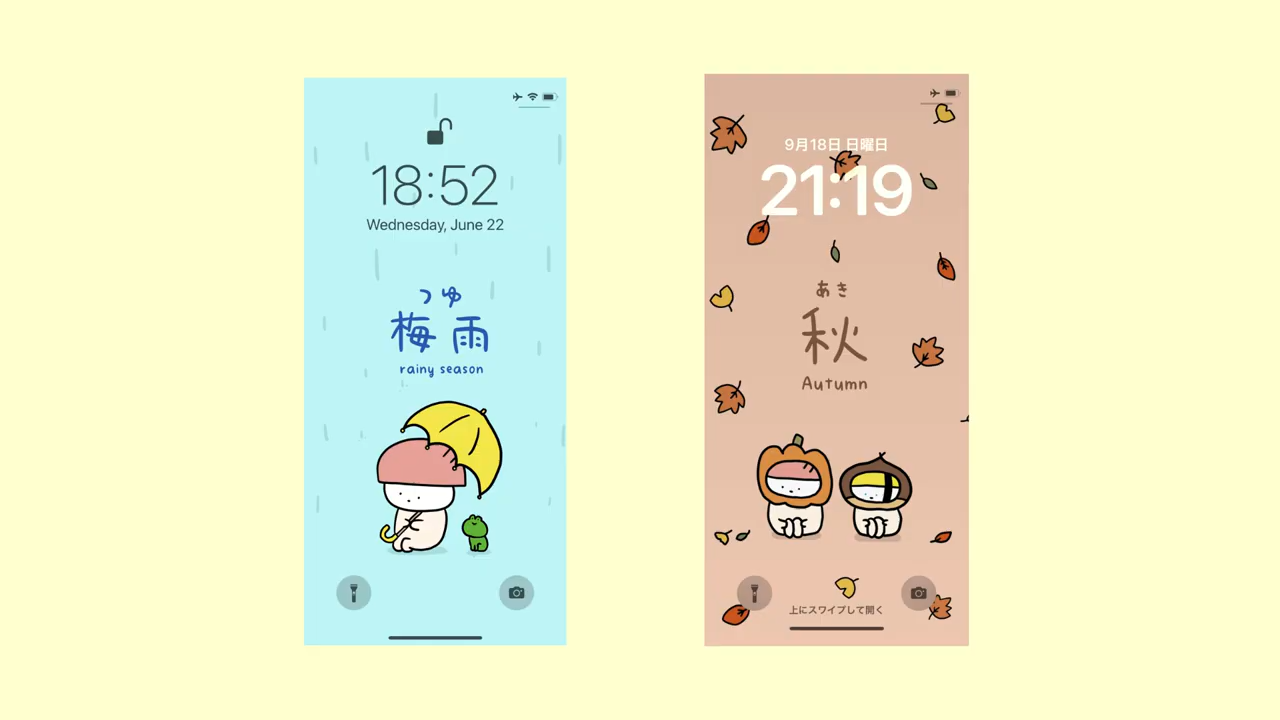 18:52
Wednesday, June 22
つゆ
梅雨
rainy season
9月18日 日曜日
21:19
あき
秋
Autumn
上にスワイプして開く